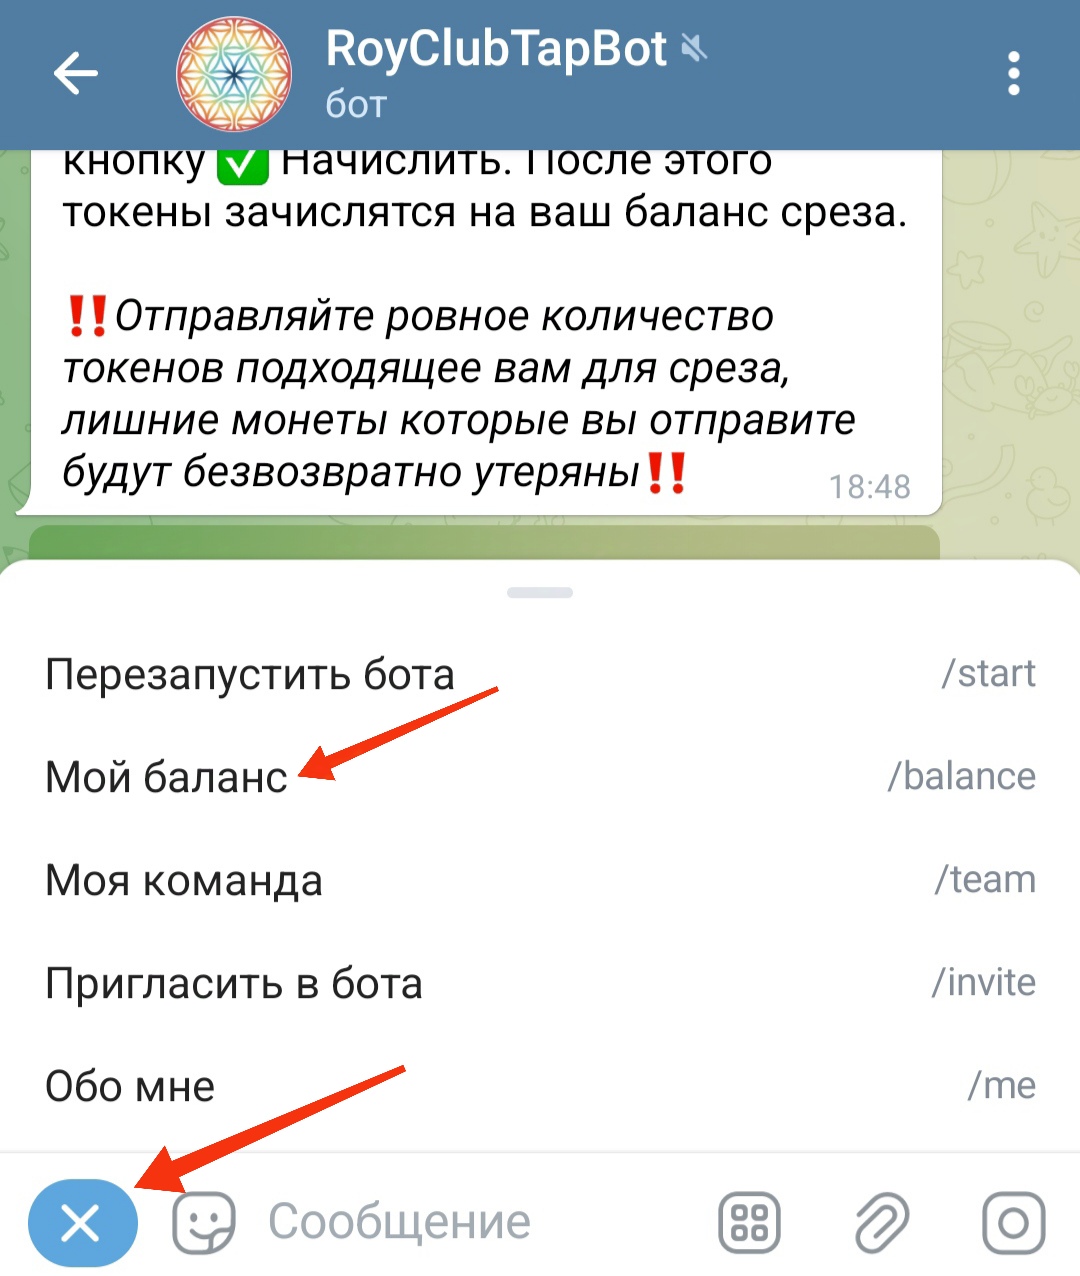 RoyClubTapBot
бот
кнопку ✅ Начислить. После этого
токены зачислятся на ваш баланс среза.
‼️Отправляйте ровное количество
токенов подходящее вам для среза,
лишние монеты которые вы отправите
будут безвозвратно утеряны‼️
18:48
Перезапустить бота /start
Мой баланс /balance
Моя команда /team
Пригласить в бота /invite
Обо мне /me
Сообщение